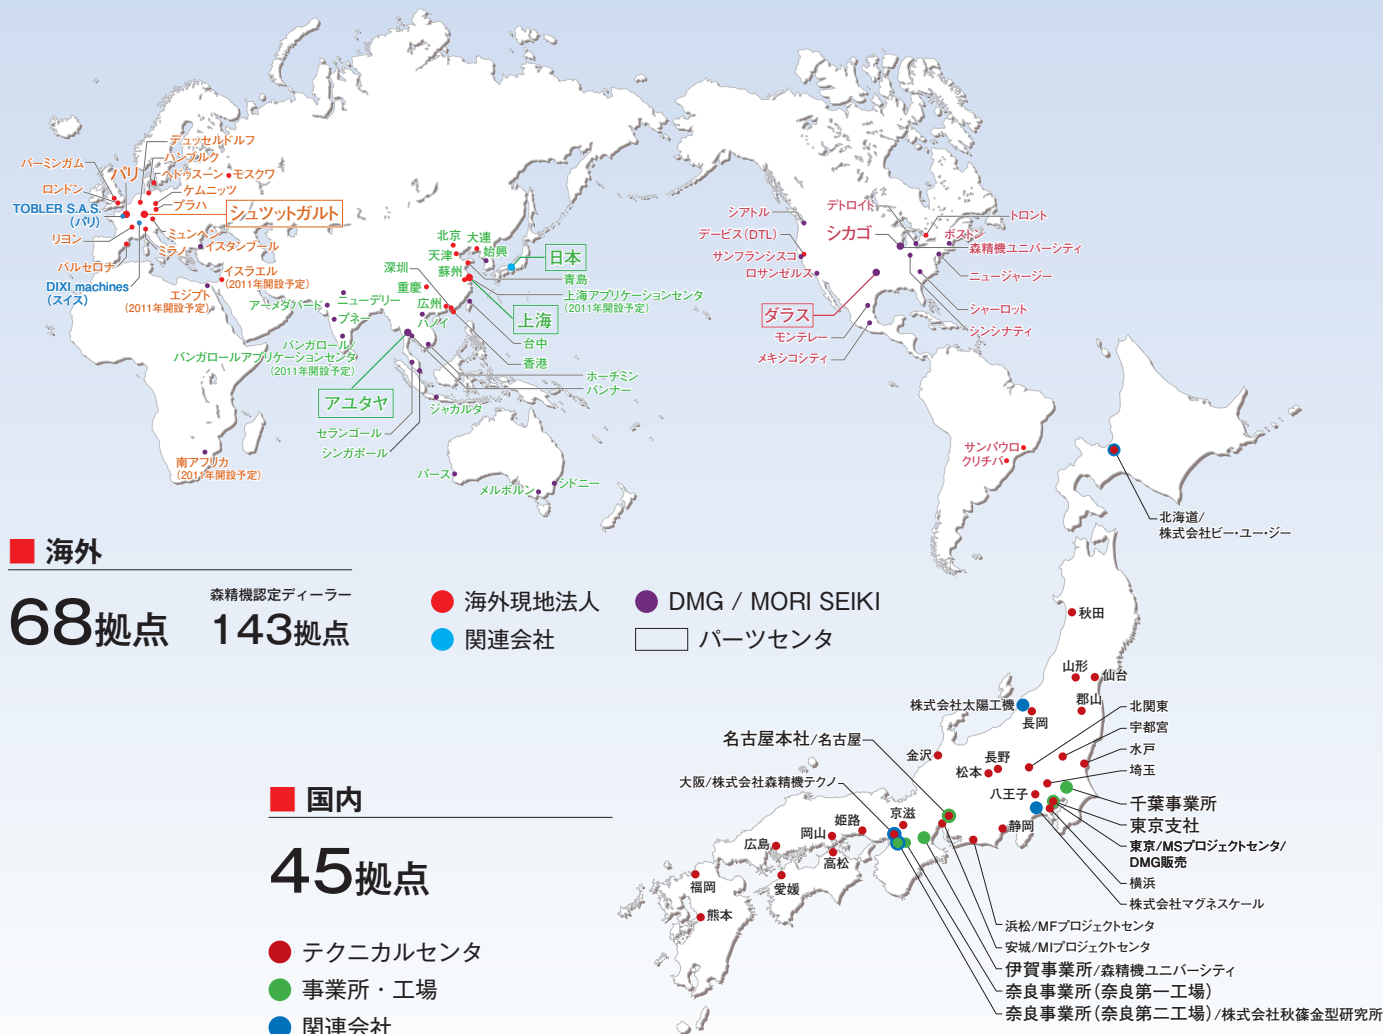 デュッセルドルフ
バーミンガム
ハンブルク
パリ
ヘドゥスーン
モスクワ
ロンドン
ケムニッツ
プラハ
TOBLER S.A.S.
(パリ)
シュツットガルト
リヨン
ミュンヘン
ミラノ
イスタンブール
バルセロナ
イスラエル
(2011年開設予定)
DIXI machines
(スイス)
エジプト
(2011年開設予定)
南アフリカ
(2011年開設予定)
北京
大連
天津
始興
日本
深圳
蘇州
青島
重慶
上海アプリケーションセンタ
(2011年開設予定)
ニューデリー
アーメダバード
広州
上海
プネー
ハノイ
バンガロール/
バンガロールアプリケーションセンタ
(2011年開設予定)
台中
香港
ホーチミン
バンナー
アユタヤ
ジャカルタ
セランゴール
シンガポール
パース
メルボルン
シドニー
シアトル
デトロイト
トロント
デービス(DTL)
シカゴ
ボストン
サンフランシスコ
森精機ユニバーシティ
ロサンゼルス
ニュージャージー
ダラス
シャーロット
モンテレー
シンシナティ
メキシコシティ
サンパウロ
クリチバ
北海道/
株式会社ビー・ユー・ジー
■ 海外
68拠点
森精機認定ディーラー
143拠点
海外現地法人
DMG / MORI SEIKI
関連会社
パーツセンタ
秋田
山形
仙台
株式会社太陽工機
長岡
郡山
北関東
宇都宮
名古屋本社/名古屋
金沢
長野
水戸
松本
埼玉
大阪/株式会社森精機テクノ
八王子
千葉事業所
京滋
東京支社
姫路
静岡
岡山
東京/MSプロジェクトセンタ/
DMG販売
広島
高松
横浜
福岡
愛媛
株式会社マグネスケール
熊本
浜松/MFプロジェクトセンタ
安城/MIプロジェクトセンタ
伊賀事業所/森精機ユニバーシティ
奈良事業所(奈良第一工場)
奈良事業所(奈良第二工場)/株式会社秋篠金型研究所
■ 国内
45拠点
テクニカルセンタ
事業所・工場
関連会社